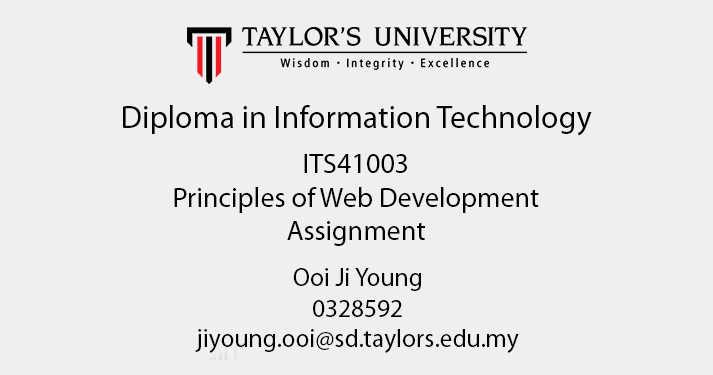 TAYLOR'S UNIVERSITY
Wisdom · Integrity · Excellence
Diploma in Information Technology
ITS41003
Principles of Web Development
Assignment
Ooi Ji Young
0328592
jiyoung.ooi@sd.taylors.edu.my